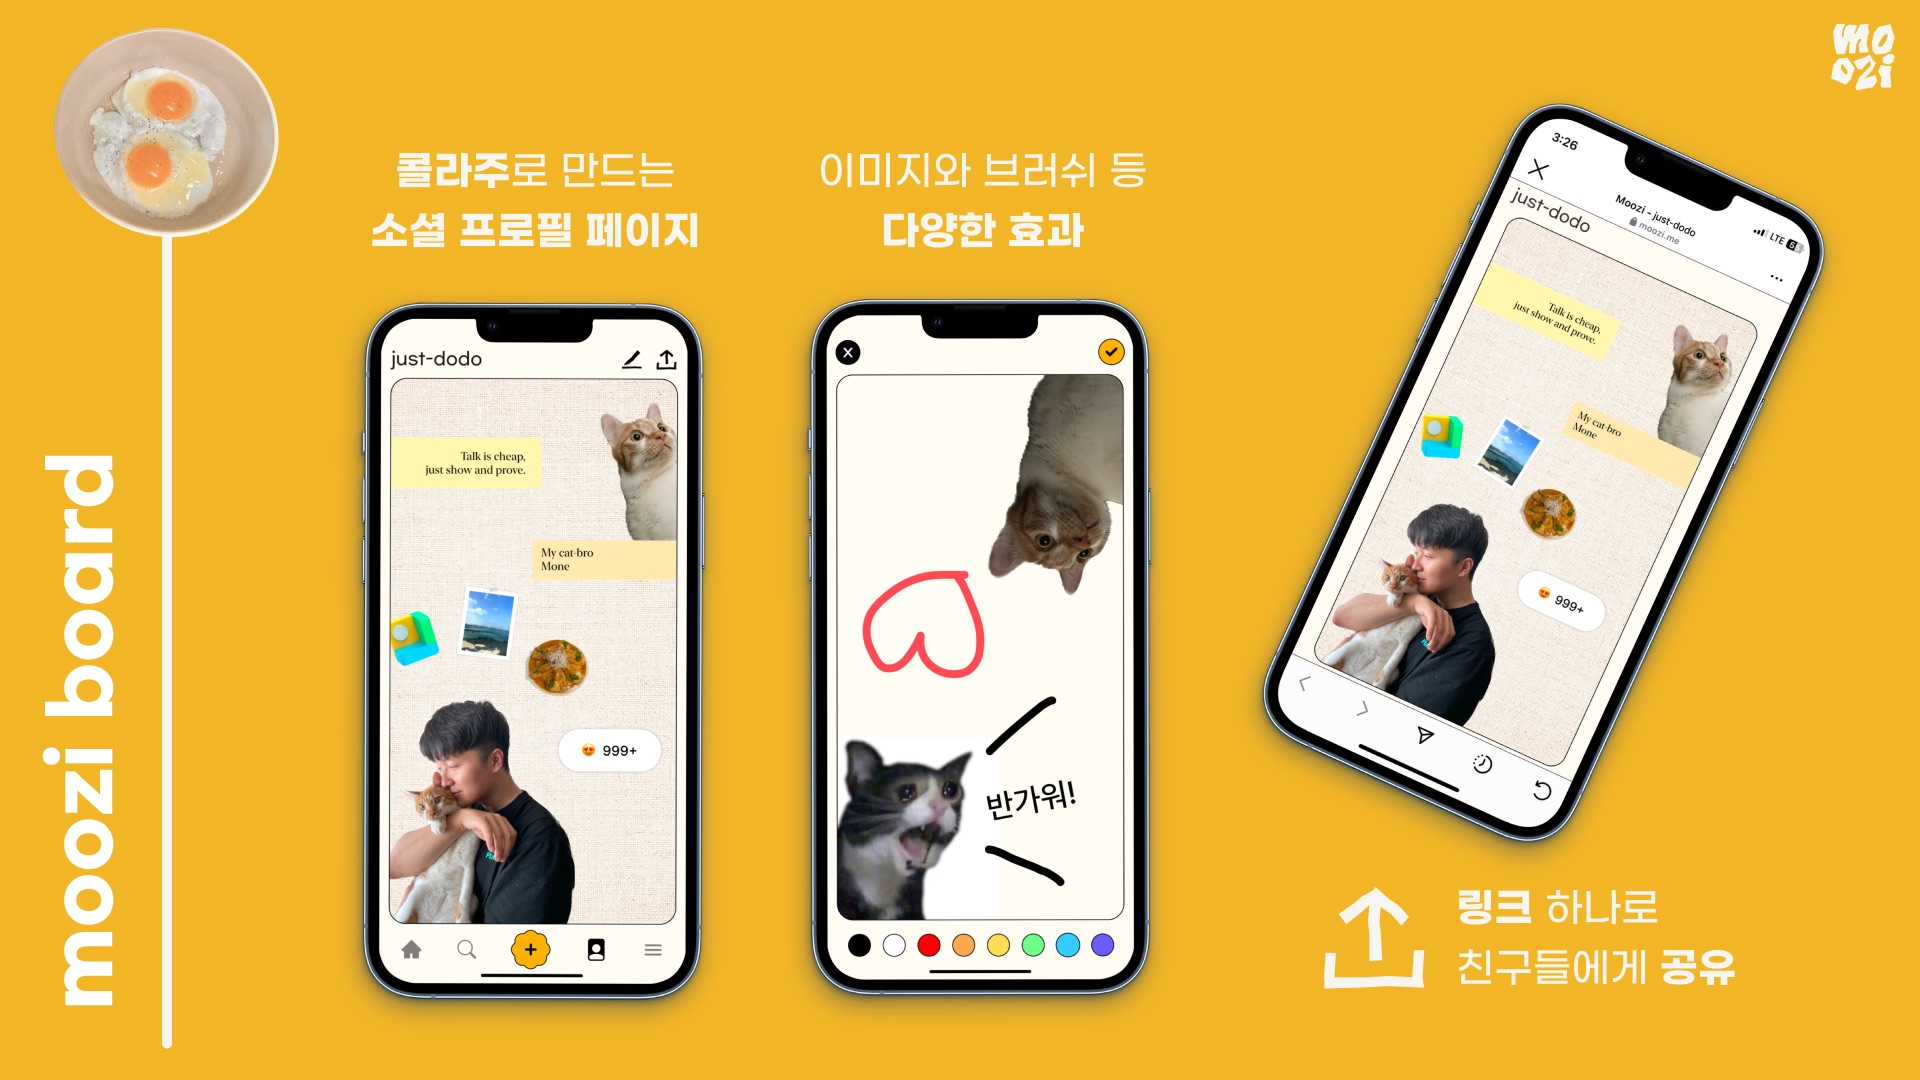 mo
ozi
moozi board
콜라주로 만드는
소셜 프로필 페이지
just-dodo
Talk is cheap,
just show and prove.
My cat-bro
Mone
999+
이미지와 브러쉬 등
다양한 효과
반가워!
3:26
LTE
Moozi - just-dodo
moozi.me
just-dodo
Talk is cheap,
just show and prove.
My cat-bro
Mone
999+
링크 하나로
친구들에게 공유